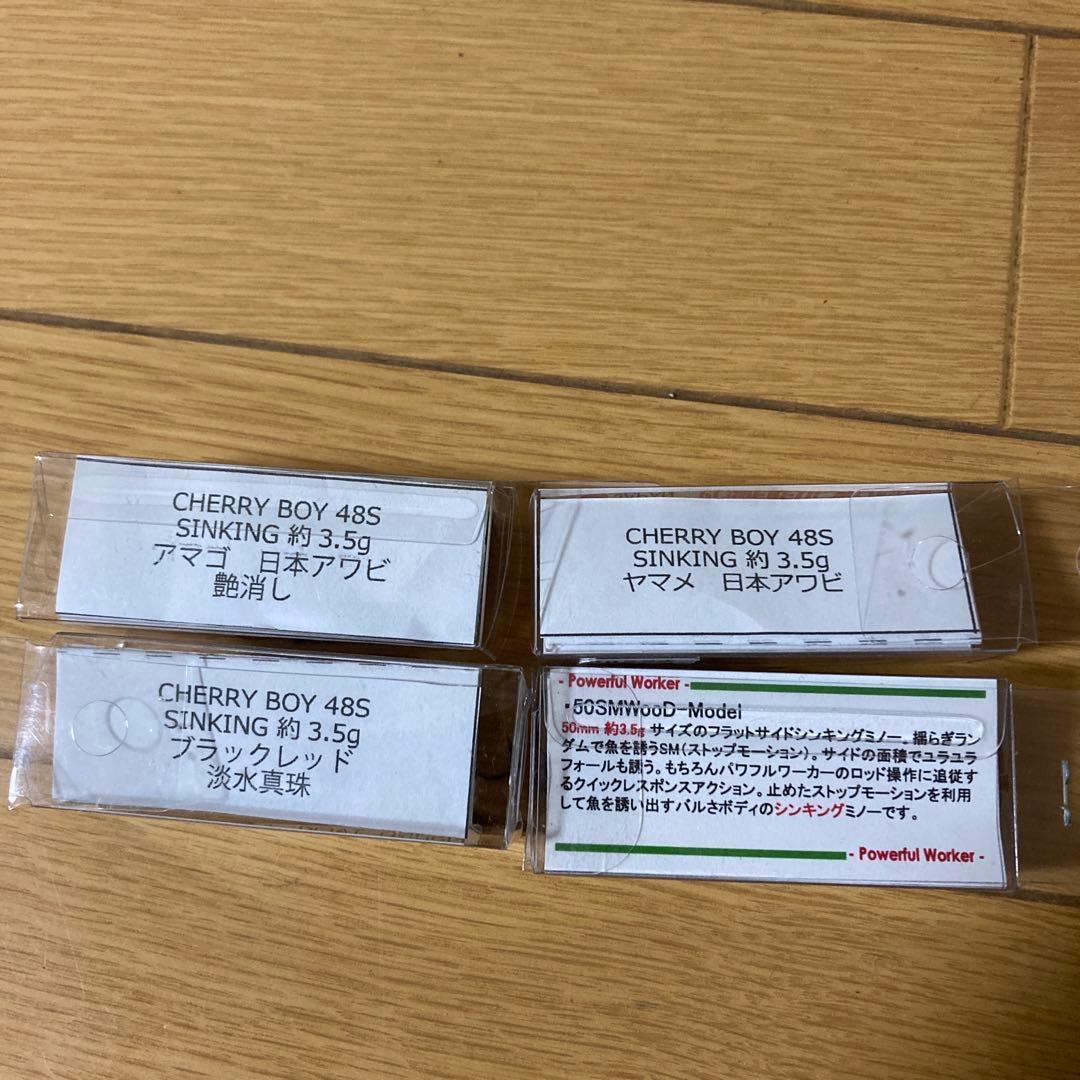 CHERRY BOY 48S
SINKING 約 3.5g
アマゴ　日本アワビ
艶消し
CHERRY BOY 48S
SINKING 約 3.5g
ヤマメ　日本アワビ
CHERRY BOY 48S
SINKING 約 3.5g
ブラックレッド
淡水真珠
- Powerful Worker -
・50SMWooD-Model
50mm 約3.5g サイズのフラットサイドシンキングミノー。揺らぎラン
ダムで魚を誘うSM(ストップモーション)。サイドの面積でユラユラ
フォールも誘う。もちろんパワフルワーカーのロッド操作に追従す
るクイックレスポンスアクション。止めたストップモーションを利用
して魚を誘い出すバルさボディのシンキングミノーです。
- Powerful Worker -